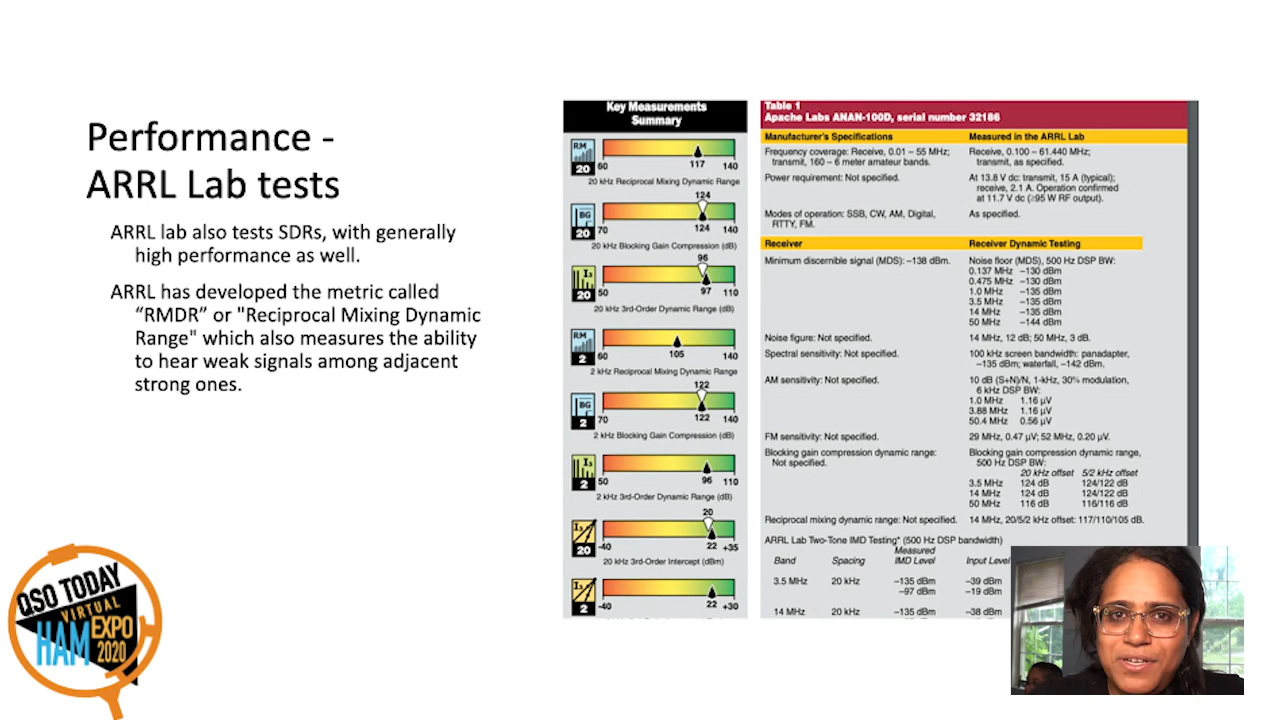 Performance -
ARRL Lab tests
ARRL lab also tests SDRs, with generally
high performance as well.
ARRL has developed the metric called
“RMDR” or "Reciprocal Mixing Dynamic
Range" which also measures the ability
to hear weak signals among adjacent
strong ones.
QSO TODAY
VIRTUAL
HAM EXPO
2020
Key Measurements
Summary
RM
20
60 117 140
20 kHz Reciprocal Mixing Dynamic Range
124
BG
20
70 124 140
20 kHz Blocking Gain Compression (dB)
96
I3
20
50 97 110
20 kHz 3rd-Order Dynamic Range (dB)
RM
2
60 105 140
2 kHz Reciprocal Mixing Dynamic Range
122
BG
2
70 122 140
2 kHz Blocking Gain Compression (dB)
I3
2
50 96 110
2 kHz 3rd-Order Dynamic Range (dB)
20
I3
20
-40 22 +35
20 kHz 3rd-Order Intercept (dBm)
I3
2
-40 22 +30
Table 1
Apache Labs ANAN-100D, serial number 32186
Manufacturer's Specifications Measured in the ARRL Lab
Frequency coverage: Receive, 0.01 – 55 MHz; Receive, 0.100 – 61.440 MHz;
transmit, 160 – 6 meter amateur bands. transmit, as specified.
Power requirement: Not specified. At 13.8 V dc: transmit, 15 A (typical);
receive, 2.1 A. Operation confirmed
at 11.7 V dc (≥95 W RF output).
Modes of operation: SSB, CW, AM, Digital, As specified.
RTTY, FM.
Receiver Receiver Dynamic Testing
Minimum discernible signal (MDS): –138 dBm. Noise floor (MDS), 500 Hz DSP BW:
0.137 MHz –130 dBm
0.475 MHz –130 dBm
1.0 MHz –135 dBm
3.5 MHz –135 dBm
14 MHz –135 dBm
50 MHz –144 dBm
Noise figure: Not specified. 14 MHz, 12 dB; 50 MHz, 3 dB.
Spectral sensitivity: Not specified. 100 kHz screen bandwidth: panadapter,
–135 dBm; waterfall, –142 dBm.
AM sensitivity: Not specified. 10 dB (S+N)/N, 1-kHz, 30% modulation,
6 kHz DSP BW:
1.0 MHz 1.16 µV
3.88 MHz 1.16 µV
50.4 MHz 0.56 µV
FM sensitivity: Not specified. 29 MHz, 0.47 µV; 52 MHz, 0.20 µV.
Blocking gain compression dynamic range: Blocking gain compression dynamic range,
Not specified. 500 Hz DSP BW:
20 kHz offset 5/2 kHz offset
3.5 MHz 124 dB 124/122 dB
14 MHz 124 dB 124/122 dB
50 MHz 116 dB 116/116 dB
Reciprocal mixing dynamic range: Not specified. 14 MHz, 20/5/2 kHz offset: 117/110/105 dB.
ARRL Lab Two-Tone IMD Testing* (500 Hz DSP bandwidth)
Measured
Band Spacing IMD Level Input Level
3.5 MHz 20 kHz –135 dBm –39 dBm
–97 dBm –19 dBm
14 MHz 20 kHz –135 dBm –38 dBm